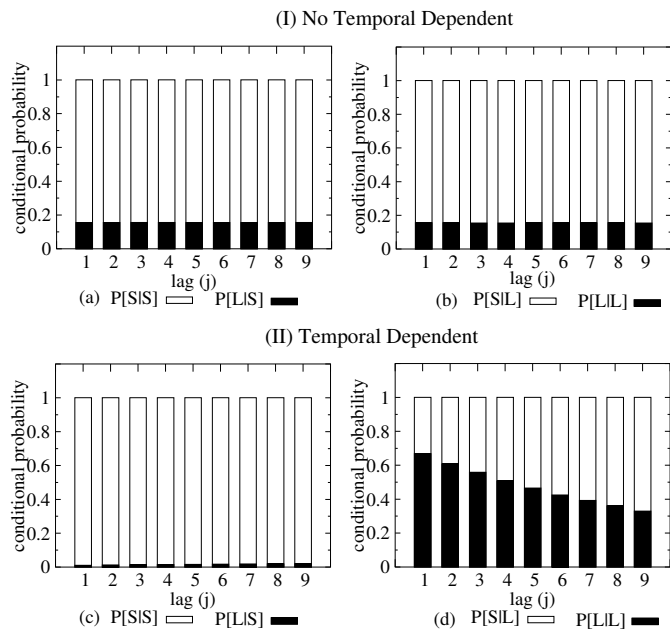 (I) No Temporal Dependent
conditional probability
1
0.8
0.6
0.4
0.2
0
1 2 3 4 5 6 7 8 9
lag (j)
(a) P[S|S] P[L|S]
conditional probability
1
0.8
0.6
0.4
0.2
0
1 2 3 4 5 6 7 8 9
lag (j)
(b) P[S|L] P[L|L]
(II) Temporal Dependent
conditional probability
1
0.8
0.6
0.4
0.2
0
1 2 3 4 5 6 7 8 9
lag (j)
(c) P[S|S] P[L|S]
conditional probability
1
0.8
0.6
0.4
0.2
0
1 2 3 4 5 6 7 8 9
lag (j)
(d) P[S|L] P[L|L]